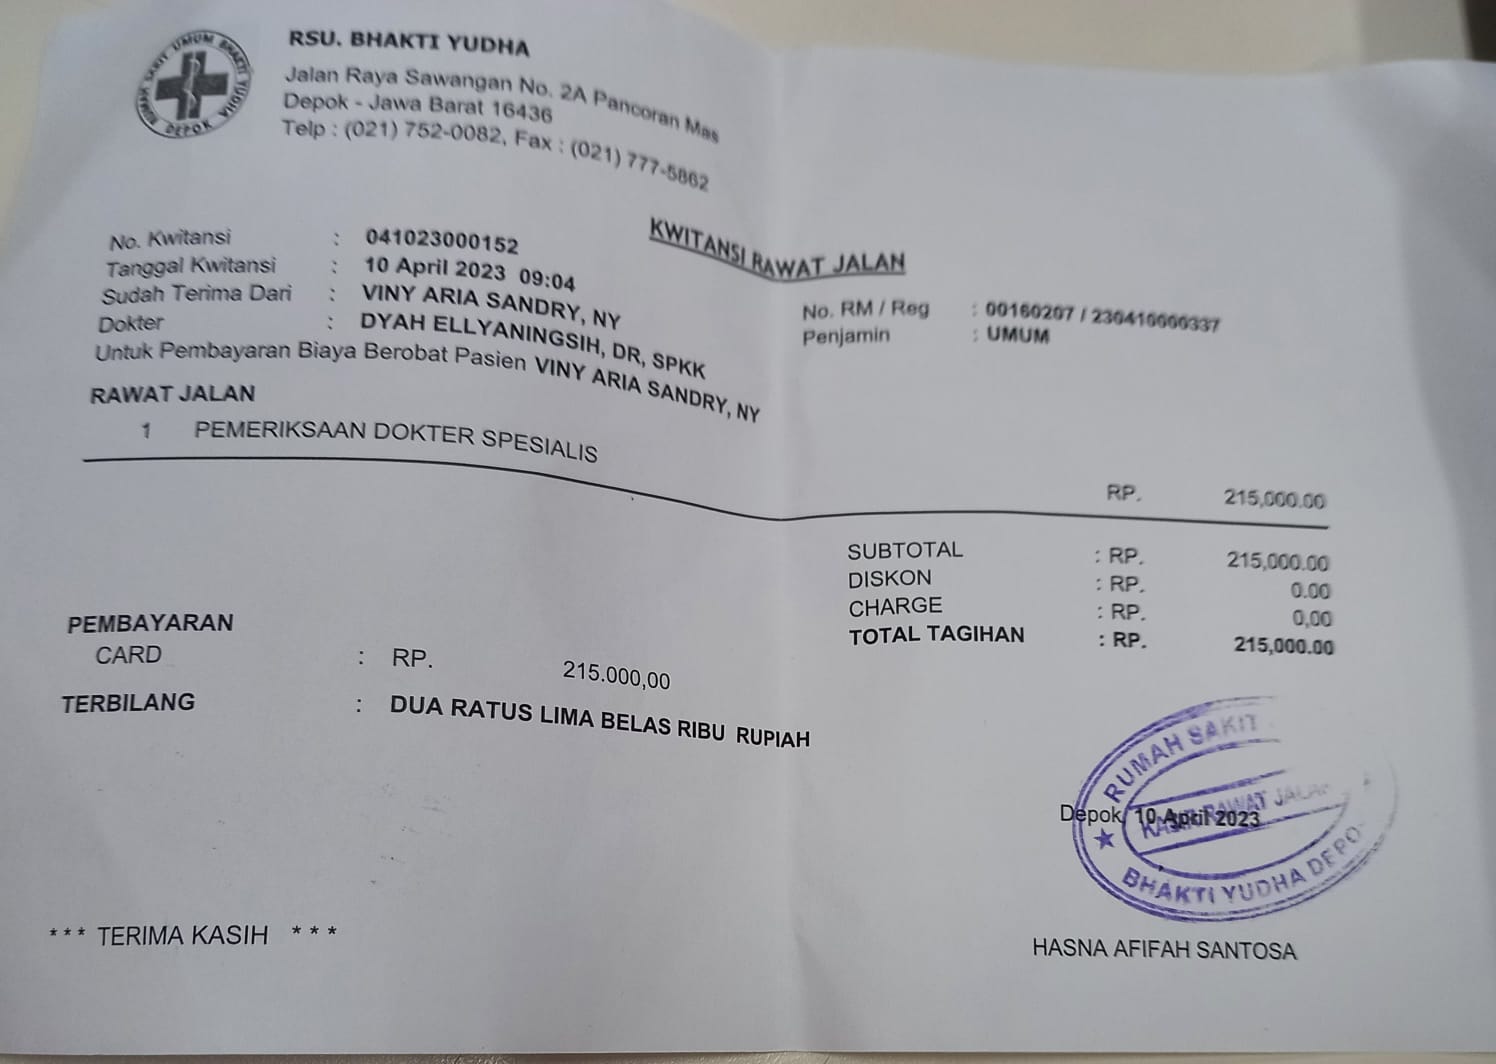 RUMAH SAKIT UMUM BHAKTI YUDHA
DEPOK
RSU. BHAKTI YUDHA
Jalan Raya Sawangan No. 2A Pancoran Mas
Depok - Jawa Barat 16436
Telp : (021) 752-0082, Fax : (021) 777-5862
KWITANSI RAWAT JALAN
No. Kwitansi : 041023000152
Tanggal Kwitansi : 10 April 2023 09:04
Sudah Terima Dari : VINY ARIA SANDRY, NY
No. RM / Reg : 00160207 / 230410000337
Dokter : DYAH ELLYANINGSIH, DR, SPKK
Penjamin : UMUM
Untuk Pembayaran Biaya Berobat Pasien VINY ARIA SANDRY, NY
RAWAT JALAN
1 PEMERIKSAAN DOKTER SPESIALIS RP. 215,000.00
SUBTOTAL : RP. 215,000.00
DISKON : RP. 0.00
CHARGE : RP. 0,00
TOTAL TAGIHAN : RP. 215,000.00
PEMBAYARAN
CARD : RP. 215.000,00
TERBILANG : DUA RATUS LIMA BELAS RIBU RUPIAH
RUMAH SAKIT
KASIR RAWAT JALAN
BHAKTI YUDHA DEPO
Depok, 10 April 2023
*** TERIMA KASIH ***
HASNA AFIFAH SANTOSA